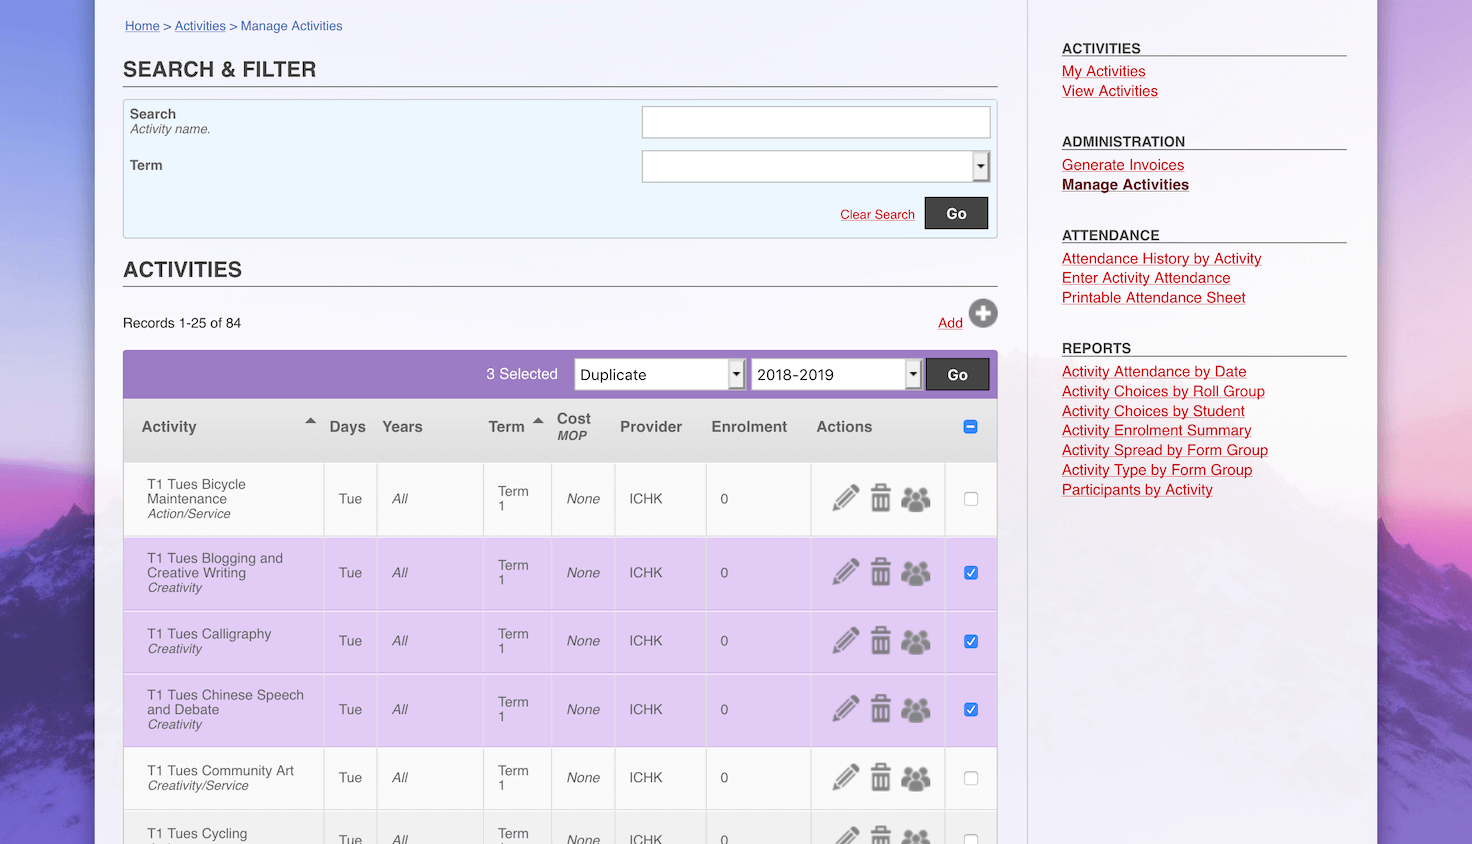 Home > Activities > Manage Activities
SEARCH & FILTER
Search
Activity name.
Term
Clear Search
Go
ACTIVITIES
Records 1-25 of 84
Add
3 Selected
Duplicate
2018-2019
Go
Activity
Days
Years
Term
Cost
MOP
Provider
Enrolment
Actions
T1 Tues Bicycle
Maintenance
Action/Service
Tue
All
Term
1
None
ICHK
0
T1 Tues Blogging and
Creative Writing
Creativity
Tue
All
Term
1
None
ICHK
0
T1 Tues Calligraphy
Creativity
Tue
All
Term
1
None
ICHK
0
T1 Tues Chinese Speech
and Debate
Creativity
Tue
All
Term
1
None
ICHK
0
T1 Tues Community Art
Creativity/Service
Tue
All
Term
1
None
ICHK
0
T1 Tues Cycling
Tue
All
Term
None
ICHK
0
ACTIVITIES
My Activities
View Activities
ADMINISTRATION
Generate Invoices
Manage Activities
ATTENDANCE
Attendance History by Activity
Enter Activity Attendance
Printable Attendance Sheet
REPORTS
Activity Attendance by Date
Activity Choices by Roll Group
Activity Choices by Student
Activity Enrolment Summary
Activity Spread by Form Group
Activity Type by Form Group
Participants by Activity